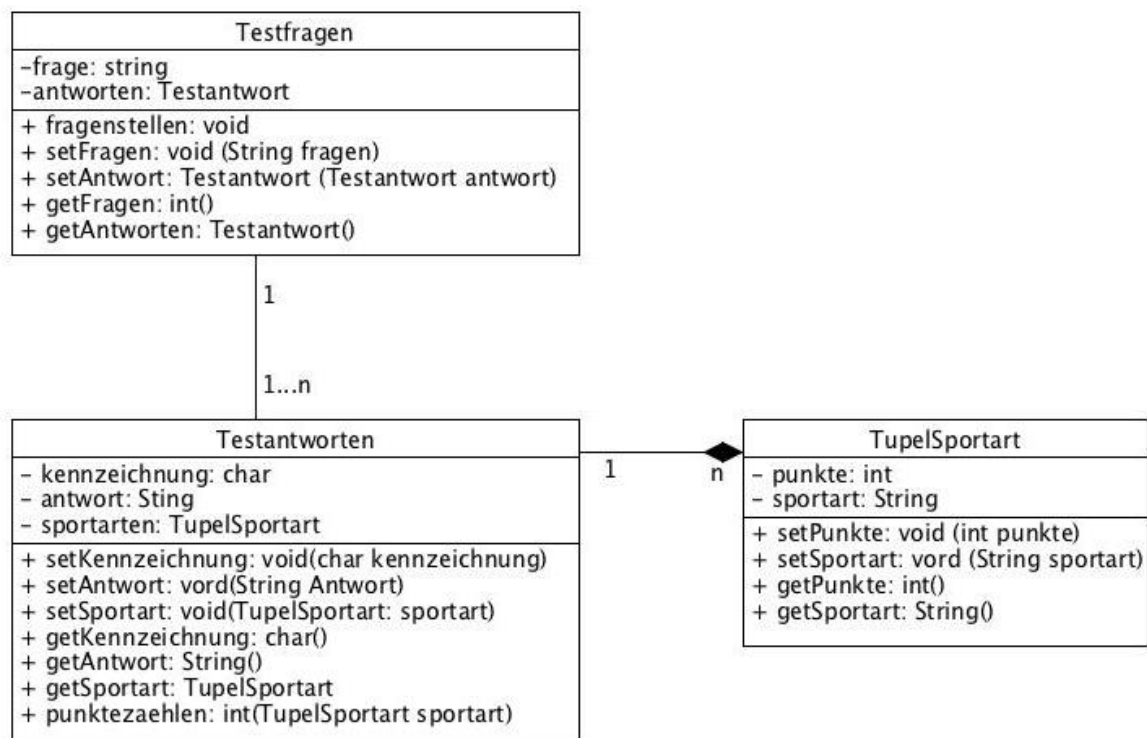 Testfragen
–frage: string
–antworten: Testantwort
+ fragenstellen: void
+ setFragen: void (String fragen)
+ setAntwort: Testantwort (Testantwort antwort)
+ getFragen: int()
+ getAntworten: Testantwort()
1
1...n
Testantworten
– kennzeichnung: char
– antwort: Sting
– sportarten: TupelSportart
+ setKennzeichnung: void(char kennzeichnung)
+ setAntwort: vord(String Antwort)
+ setSportart: void(TupelSportart: sportart)
+ getKennzeichnung: char()
+ getAntwort: String()
+ getSportart: TupelSportart
+ punktezaehlen: int(TupelSportart sportart)
1
n
TupelSportart
– punkte: int
– sportart: String
+ setPunkte: void (int punkte)
+ setSportart: vord (String sportart)
+ getPunkte: int()
+ getSportart: String()